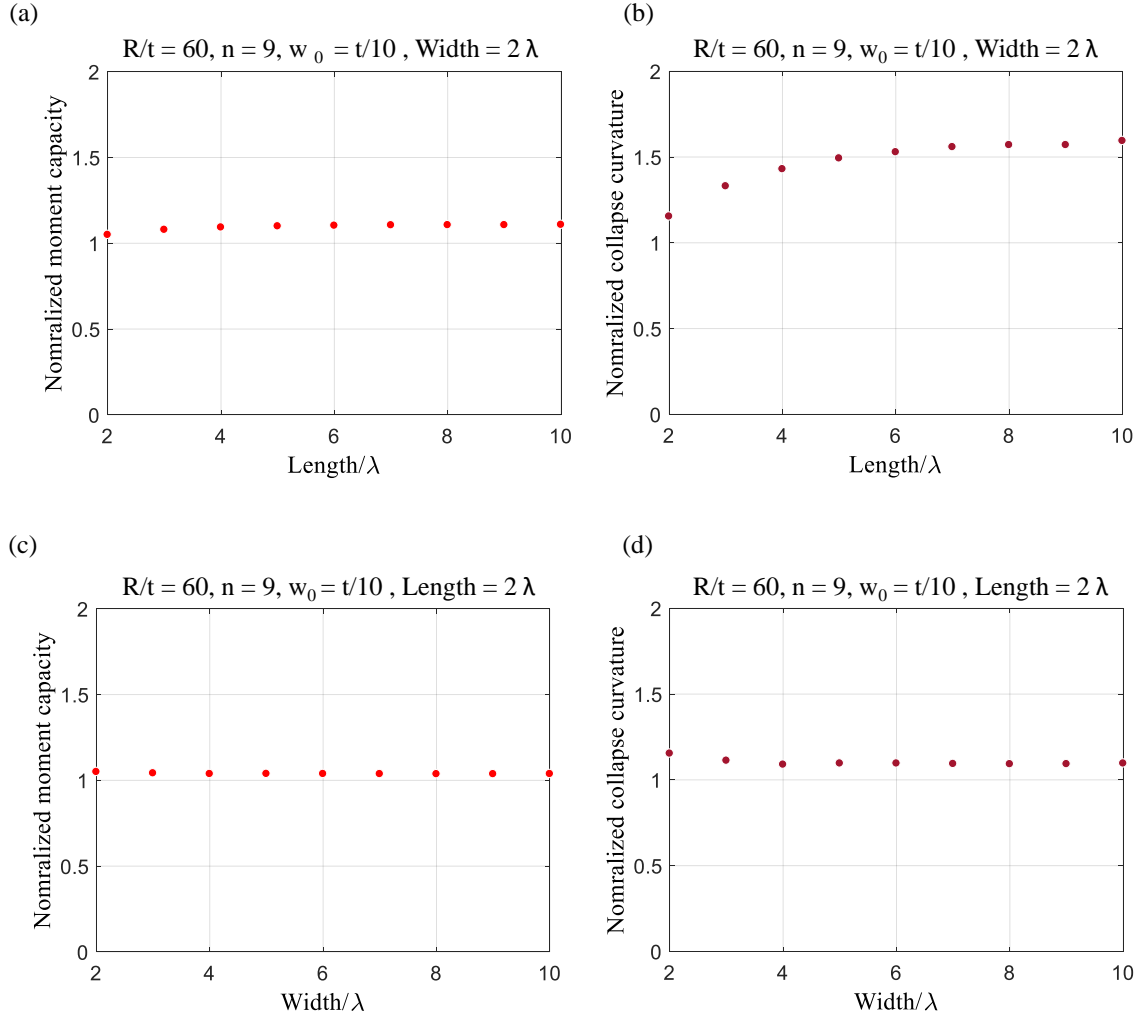 (a)
R/t = 60, n = 9, w 0 = t/10 , Width = 2 λ
Nomralized moment capacity
2
1.5
1
0.5
0
2 4 6 8 10
Length/λ
(b)
R/t = 60, n = 9, w0 = t/10 , Width = 2 λ
Nomralized collapse curvature
2
1.5
1
0.5
0
2 4 6 8 10
Length/λ
(c)
R/t = 60, n = 9, w0 = t/10 , Length = 2 λ
Nomralized moment capacity
2
1.5
1
0.5
0
2 4 6 8 10
Width/λ
(d)
R/t = 60, n = 9, w0 = t/10 , Length = 2 λ
Nomralized collapse curvature
2
1.5
1
0.5
0
2 4 6 8 10
Width/λ